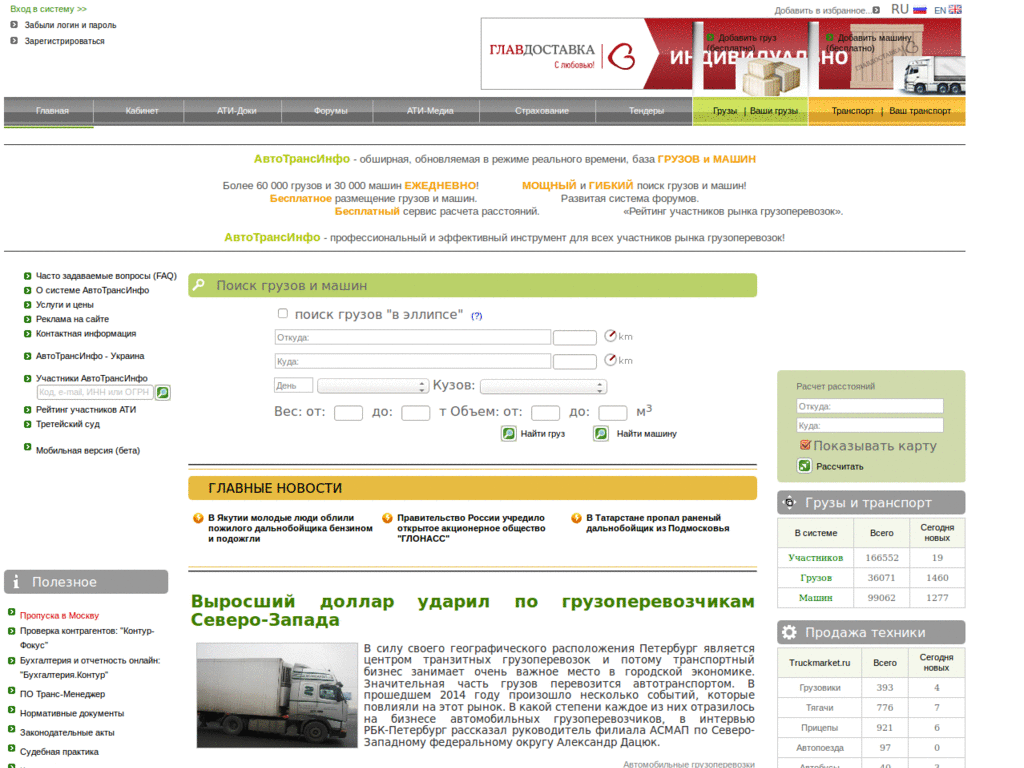 Вход в систему >>
Забыли логин и пароль
Зарегистрироваться
Добавить в избранное...
RU EN
ГЛАВДОСТАВКА
С любовью!
ИНДИВИДУАЛЬНО
ГЛАВДОСТАВКА
Добавить груз
(бесплатно)
Добавить машину
(бесплатно)
Главная Кабинет АТИ-Доки Форумы АТИ-Медиа Страхование Тендеры Грузы | Ваши грузы Транспорт | Ваш транспорт
АвтоТрансИнфо - обширная, обновляемая в режиме реального времени, база ГРУЗОВ и МАШИН
Более 60 000 грузов и 30 000 машин ЕЖЕДНЕВНО! МОЩНЫЙ и ГИБКИЙ поиск грузов и машин!
Бесплатное размещение грузов и машин. Развитая система форумов.
Бесплатный сервис расчета расстояний. «Рейтинг участников рынка грузоперевозок».
АвтоТрансИнфо - профессиональный и эффективный инструмент для всех участников рынка грузоперевозок!
Часто задаваемые вопросы (FAQ)
О системе АвтоТрансИнфо
Услуги и цены
Реклама на сайте
Контактная информация
АвтоТрансИнфо - Украина
Участники АвтоТрансИнфо
Код, e-mail, ИНН или ОГРН
Рейтинг участников АТИ
Третейский суд
Мобильная версия (бета)
Полезное
Пропуска в Москву
Проверка контрагентов: "Контур-
Фокус"
Бухгалтерия и отчетность онлайн:
"Бухгалтерия.Контур"
ПО Транс-Менеджер
Нормативные документы
Законодательные акты
Судебная практика
Поиск грузов и машин
поиск грузов "в эллипсе" (?)
Откуда: km
Куда: km
День Кузов:
Вес: от: до: т Объем: от: до: м3
Найти груз Найти машину
ГЛАВНЫЕ НОВОСТИ
В Якутии молодые люди облили
пожилого дальнобойщика бензином
и подожгли
Правительство России учредило
открытое акционерное общество
"ГЛОНАСС"
В Татарстане пропал раненый
дальнобойщик из Подмосковья
Выросший доллар ударил по грузоперевозчикам
Северо-Запада
В силу своего географического расположения Петербург является
центром транзитных грузоперевозок и потому транспортный
бизнес занимает очень важное место в городской экономике.
Значительная часть грузов перевозится автотранспортом. В
прошедшем 2014 году произошло несколько событий, которые
повлияли на этот рынок. В какой степени каждое из них отразилось
на бизнесе автомобильных грузоперевозчиков, в интервью
РБК-Петербург рассказал руководитель филиала АСМАП по Северо-
Западному федеральному округу Александр Дацюк.
Автомобильные грузоперевозки
Расчет расстояний
Откуда:
Куда:
Показывать карту
Рассчитать
Грузы и транспорт
В системе Всего Сегодня новых
Участников 166552 19
Грузов 36071 1460
Машин 99062 1277
Продажа техники
Truckmarket.ru Всего Сегодня новых
Грузовики 393 4
Тягачи 776 7
Прицепы 921 6
Автопоезда 97 0
Автобусы 40 3